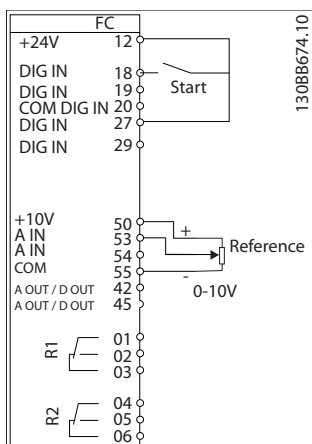 FC
+24V 12
DIG IN 18
DIG IN 19
COM DIG IN 20
DIG IN 27
DIG IN 29
Start
130BB674.10
+10V 50
A IN 53
A IN 54
COM 55
A OUT / D OUT 42
A OUT / D OUT 45
+
Reference
-
0-10V
R1
01
02
03
R2
04
05
06